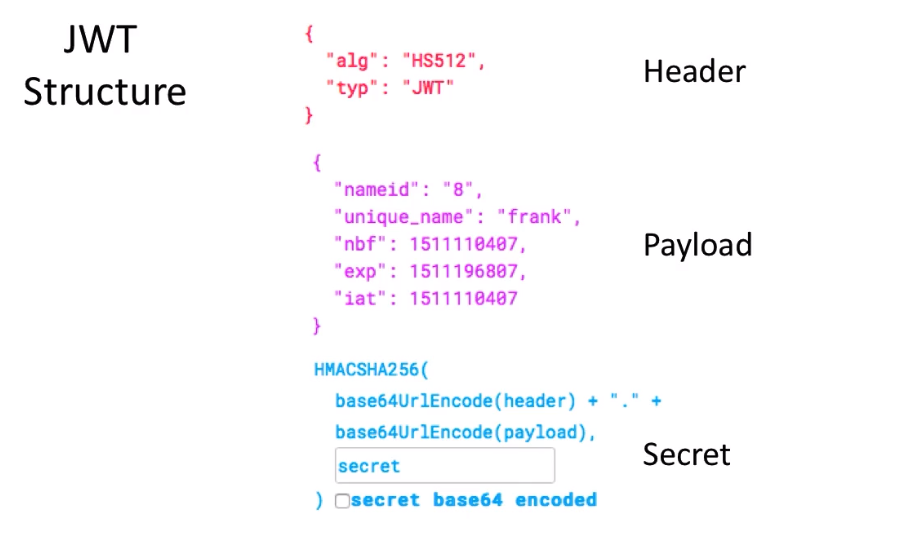 JWT
Structure
{
"alg": "HS512",
"typ": "JWT"
}
Header
{
"nameid": "8",
"unique_name": "frank",
"nbf": 1511110407,
"exp": 1511196807,
"iat": 1511110407
}
Payload
HMACSHA256(
base64UrlEncode(header) + "." +
base64UrlEncode(payload),
secret
) secret base64 encoded
Secret